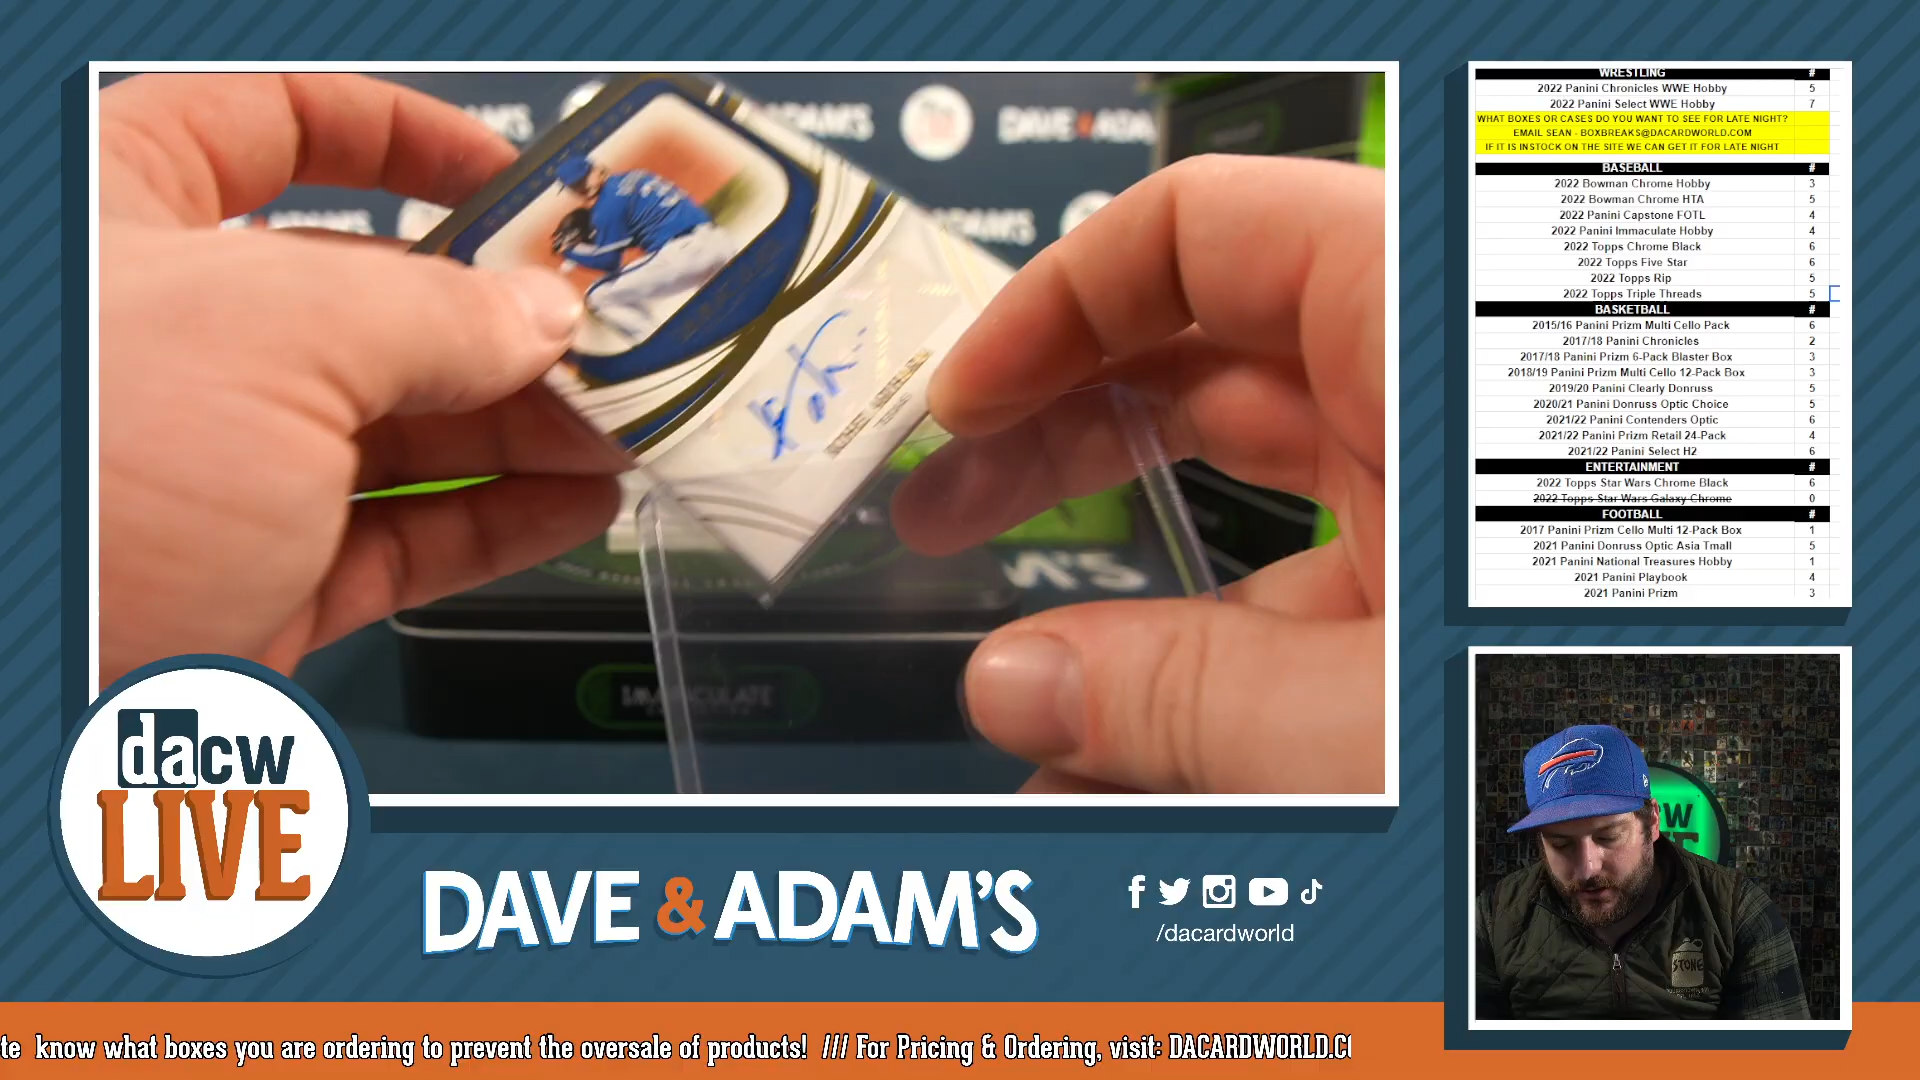 DAVE & ADAM'S
DAVE & ADA
ADAM'S
ADAMS
M'S
IMMACULATE
WRESTLING #
2022 Panini Chronicles WWE Hobby 5
2022 Panini Select WWE Hobby 7
WHAT BOXES OR CASES DO YOU WANT TO SEE FOR LATE NIGHT?
EMAIL SEAN - BOXBREAKS@DACARDWORLD.COM
IF IT IS INSTOCK ON THE SITE WE CAN GET IT FOR LATE NIGHT
BASEBALL #
2022 Bowman Chrome Hobby 3
2022 Bowman Chrome HTA 5
2022 Panini Capstone FOTL 4
2022 Panini Immaculate Hobby 4
2022 Topps Chrome Black 6
2022 Topps Five Star 6
2022 Topps Rip 5
2022 Topps Triple Threads 5
BASKETBALL #
2015/16 Panini Prizm Multi Cello Pack 6
2017/18 Panini Chronicles 2
2017/18 Panini Prizm 6-Pack Blaster Box 3
2018/19 Panini Prizm Multi Cello 12-Pack Box 3
2019/20 Panini Clearly Donruss 5
2020/21 Panini Donruss Optic Choice 5
2021/22 Panini Contenders Optic 6
2021/22 Panini Prizm Retail 24-Pack 4
2021/22 Panini Select H2 6
ENTERTAINMENT #
2022 Topps Star Wars Chrome Black 6
2022 Topps Star Wars Galaxy Chrome 0
FOOTBALL #
2017 Panini Prizm Cello Multi 12-Pack Box 1
2021 Panini Donruss Optic Asia Tmall 5
2021 Panini National Treasures Hobby 1
2021 Panini Playbook 4
2021 Panini Prizm 3
STONE
dacw
LIVE
DAVE & ADAM'S
/dacardworld
te know what boxes you are ordering to prevent the oversale of products! /// For Pricing & Ordering, visit: DACARDWORLD.C